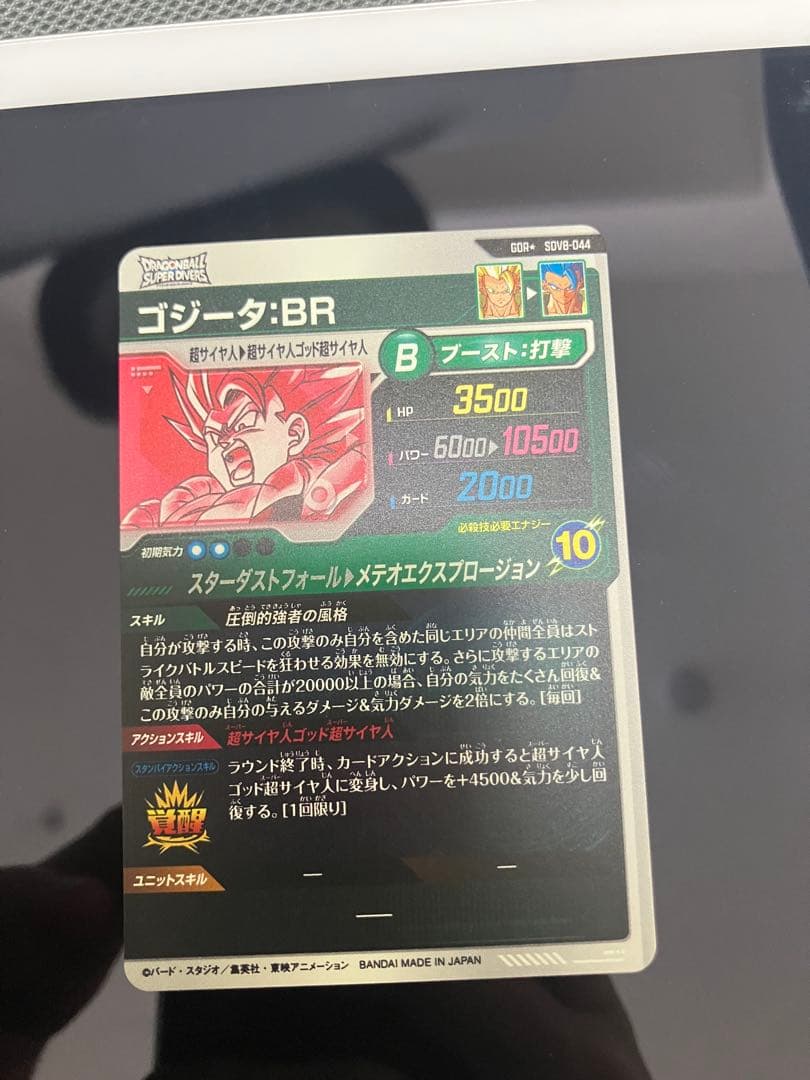 GDR★ SDV8-044
DRAGONBALL
SUPER DIVERS
ゴジータ:BR
超サイヤ人▶超サイヤ人ゴッド超サイヤ人
B ブースト:打撃
HP 3500
パワー 6000▶10500
ガード 2000
必殺技必要エナジー
10
初期気力
スターダストフォール▶メテオエクスプロージョン
スキル 圧倒的強者の風格
自分が攻撃する時、この攻撃のみ自分を含めた同じエリアの仲間全員はスト
ライクバトルスピードを狂わせる効果を無効にする。さらに攻撃するエリアの
敵全員のパワーの合計が20000以上の場合、自分の気力をたくさん回復&
この攻撃のみ自分の与えるダメージ&気力ダメージを2倍にする。[毎回]
アクションスキル 超サイヤ人ゴッド超サイヤ人
スタンバイアクションスキル
覚醒
ラウンド終了時、カードアクションに成功すると超サイヤ人
ゴッド超サイヤ人に変身し、パワーを+4500&気力を少し回
復する。[1回限り]
ユニットスキル — —
—
©バード・スタジオ/集英社・東映アニメーション BANDAI MADE IN JAPAN